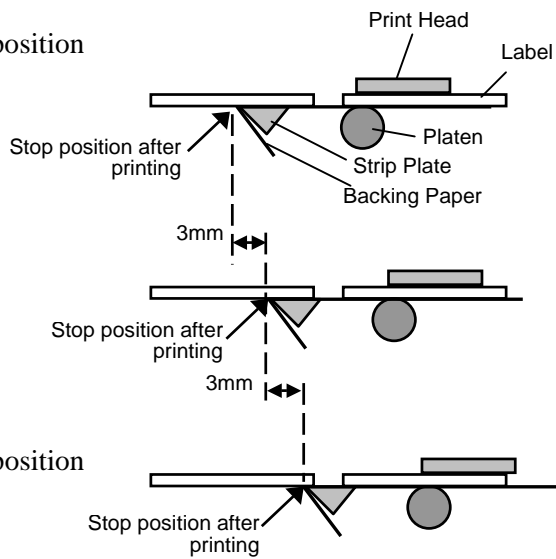 Print Head
osition
Label
Platen
Stop position after
printing
Strip Plate
Backing Paper
3mm
Stop position after
printing
3mm
osition
Stop position after
printing